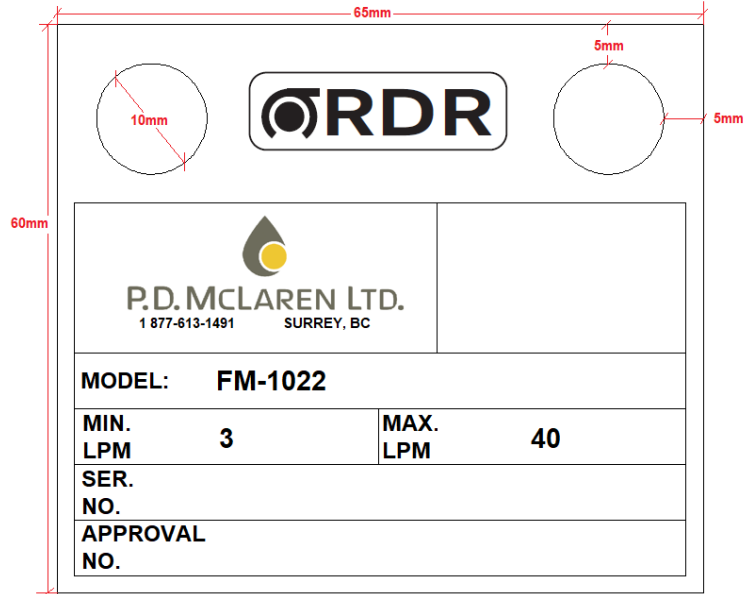 65mm
5mm
10mm
RDR
5mm
60mm
P.D. MCLAREN LTD.
1 877-613-1491 SURREY, BC
MODEL: FM-1022
MIN. LPM 3 MAX. LPM 40
SER. NO.
APPROVAL NO.